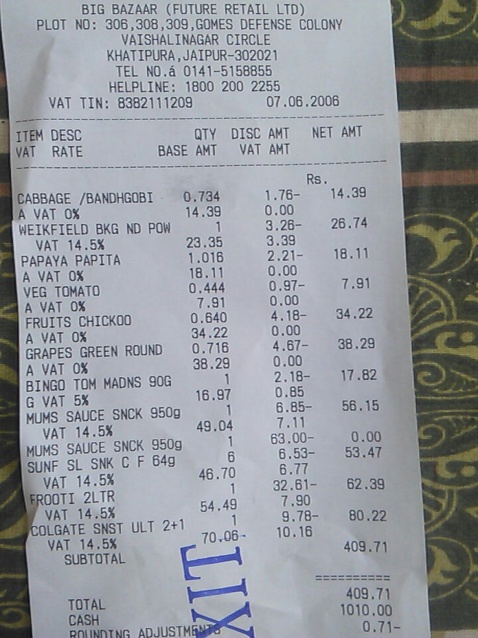 BIG BAZAAR (FUTURE RETAIL LTD)
PLOT NO: 306,308,309,GOMES DEFENSE COLONY
VAISHALINAGAR CIRCLE
KHATIPURA,JAIPUR-302021
TEL NO.á 0141-5158855
HELPLINE: 1800 200 2255
VAT TIN: 8382111209 07.06.2006
ITEM DESC QTY DISC AMT NET AMT
VAT RATE BASE AMT VAT AMT
Rs.
CABBAGE /BANDHGOBI 0.734 1.76- 14.39
A VAT 0% 14.39 0.00
WEIKFIELD BKG ND POW 1 3.26- 26.74
VAT 14.5% 23.35 3.39
PAPAYA PAPITA 1.016 2.21- 18.11
A VAT 0% 18.11 0.00
VEG TOMATO 0.444 0.97- 7.91
A VAT 0% 7.91 0.00
FRUITS CHICKOO 0.640 4.18- 34.22
A VAT 0% 34.22 0.00
GRAPES GREEN ROUND 0.716 4.67- 38.29
A VAT 0% 38.29 0.00
BINGO TOM MADNS 90G 1 2.18- 17.82
G VAT 5% 16.97 0.85
MUMS SAUCE SNCK 950g 1 6.85- 56.15
VAT 14.5% 49.04 7.11
MUMS SAUCE SNCK 950g 1 63.00- 0.00
SUNF SL SNK C F 64g 6 6.53- 53.47
VAT 14.5% 46.70 6.77
FROOTI 2LTR 1 32.61- 62.39
VAT 14.5% 54.49 7.90
COLGATE SNST ULT 2+1 1 9.78- 80.22
VAT 14.5% 70.06- 10.16
SUBTOTAL 409.71
==========
TOTAL 409.71
CASH 1010.00
ROUNDING ADJUSTMENTS 0.71-